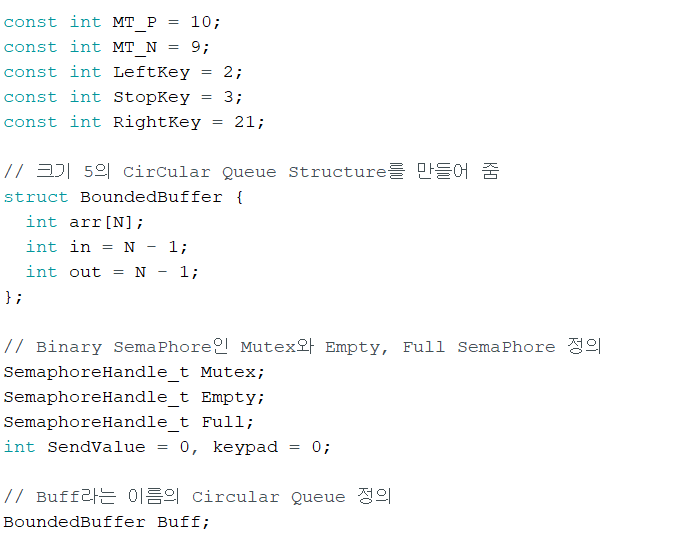 const int MT_P = 10;
const int MT_N = 9;
const int LeftKey = 2;
const int StopKey = 3;
const int RightKey = 21;
// 크기 5의 CirCular Queue Structure를 만들어 줌
struct BoundedBuffer {
  int arr[N];
  int in = N - 1;
  int out = N - 1;
};
// Binary SemaPhore인 Mutex와 Empty, Full SemaPhore 정의
SemaphoreHandle_t Mutex;
SemaphoreHandle_t Empty;
SemaphoreHandle_t Full;
int SendValue = 0, keypad = 0;
// Buff라는 이름의 Circular Queue 정의
BoundedBuffer Buff;